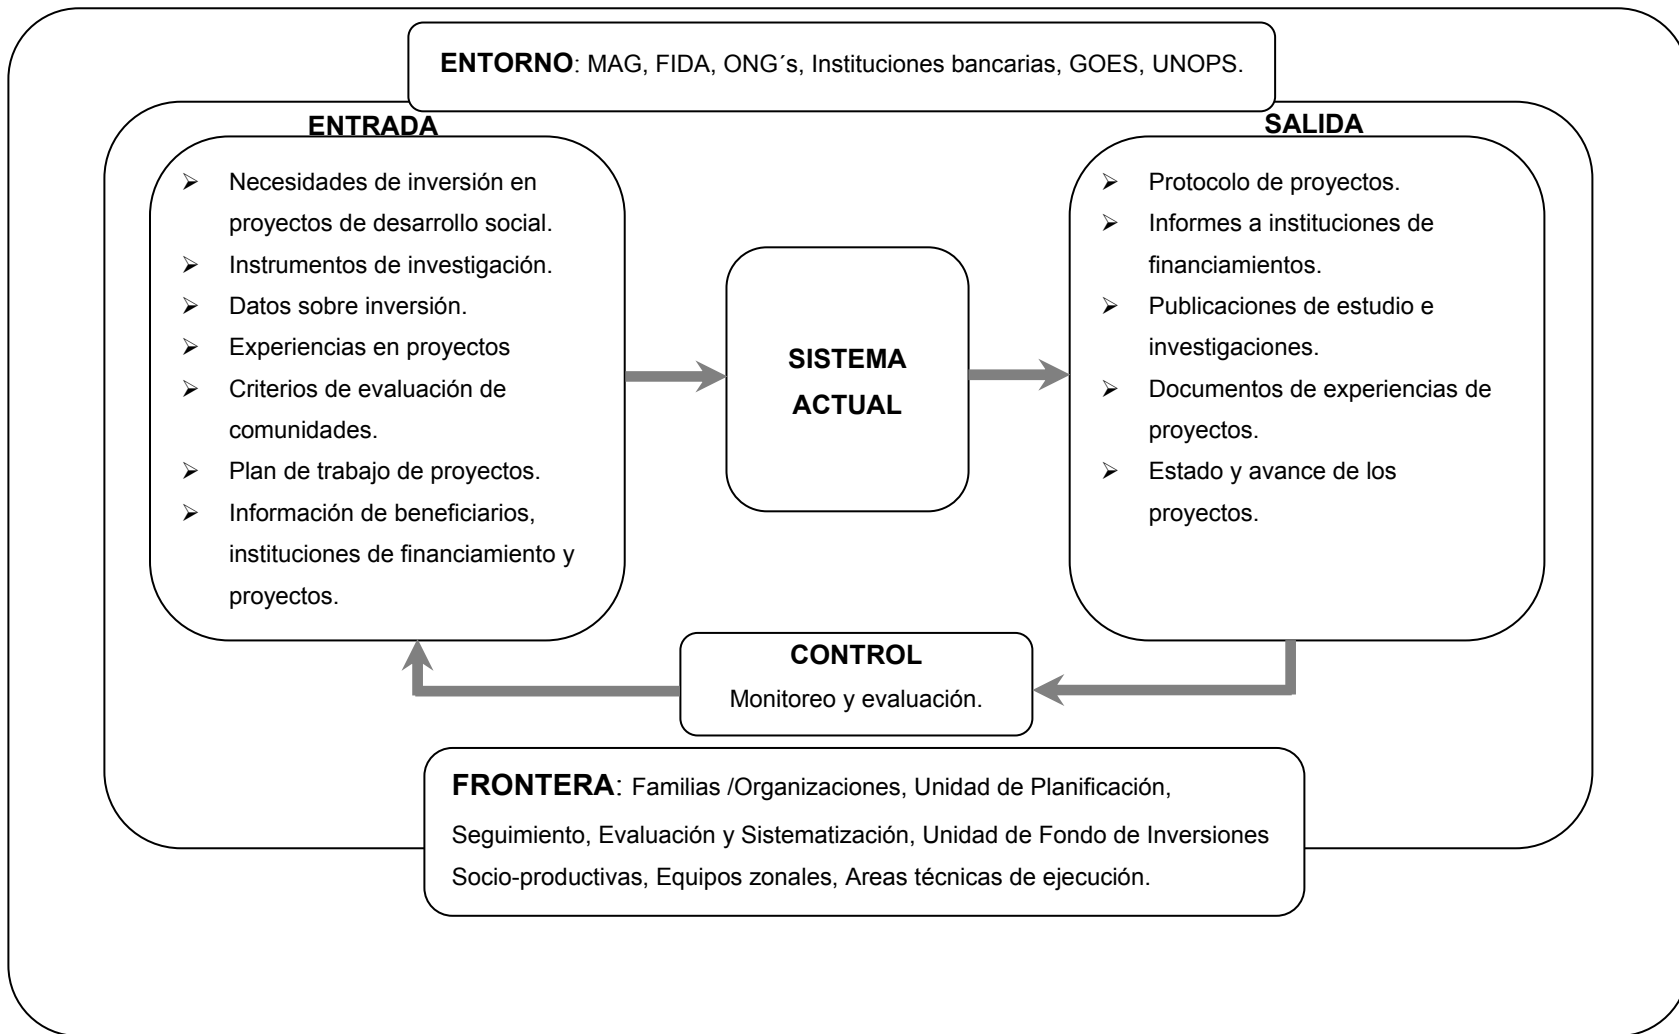 ENTORNO: MAG, FIDA, ONG´s, Instituciones bancarias, GOES, UNOPS.
ENTRADA
➢ Necesidades de inversión en
proyectos de desarrollo social.
➢ Instrumentos de investigación.
➢ Datos sobre inversión.
➢ Experiencias en proyectos
➢ Criterios de evaluación de
comunidades.
➢ Plan de trabajo de proyectos.
➢ Información de beneficiarios,
instituciones de financiamiento y
proyectos.
SISTEMA
ACTUAL
SALIDA
➢ Protocolo de proyectos.
➢ Informes a instituciones de
financiamientos.
➢ Publicaciones de estudio e
investigaciones.
➢ Documentos de experiencias de
proyectos.
➢ Estado y avance de los
proyectos.
CONTROL
Monitoreo y evaluación.
FRONTERA: Familias /Organizaciones, Unidad de Planificación,
Seguimiento, Evaluación y Sistematización, Unidad de Fondo de Inversiones
Socio-productivas, Equipos zonales, Areas técnicas de ejecución.